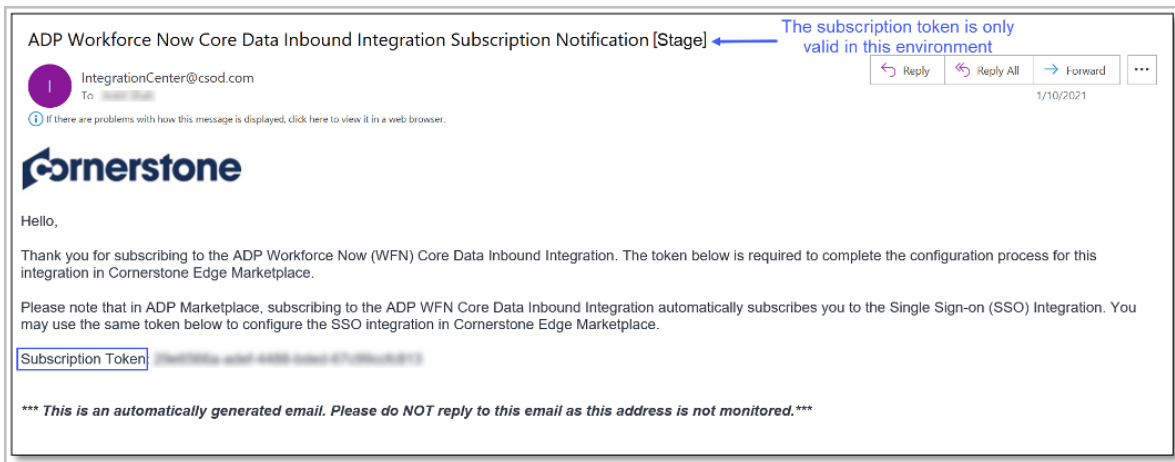 ADP Workforce Now Core Data Inbound Integration Subscription Notification [Stage]
The subscription token is only
valid in this environment
I
IntegrationCenter@csod.com
To
Reply
Reply All
Forward
...
1/10/2021
If there are problems with how this message is displayed, click here to view it in a web browser.
Cornerstone
Hello,
Thank you for subscribing to the ADP Workforce Now (WFN) Core Data Inbound Integration. The token below is required to complete the configuration process for this
integration in Cornerstone Edge Marketplace.
Please note that in ADP Marketplace, subscribing to the ADP WFN Core Data Inbound Integration automatically subscribes you to the Single Sign-on (SSO) Integration. You
may use the same token below to configure the SSO integration in Cornerstone Edge Marketplace.
Subscription Token:
*** This is an automatically generated email. Please do NOT reply to this email as this address is not monitored.***